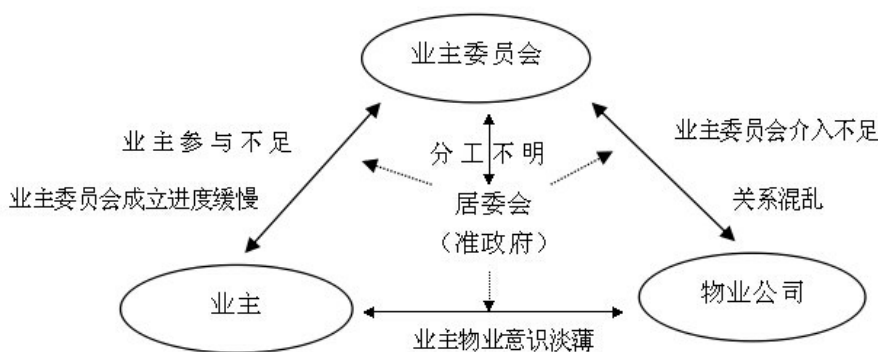 业主委员会
业主参与不足
分工不明
业主委员会介入不足
业主委员会成立进度缓慢
居委会
关系混乱
（准政府）
业主
物业公司
业主物业意识淡薄